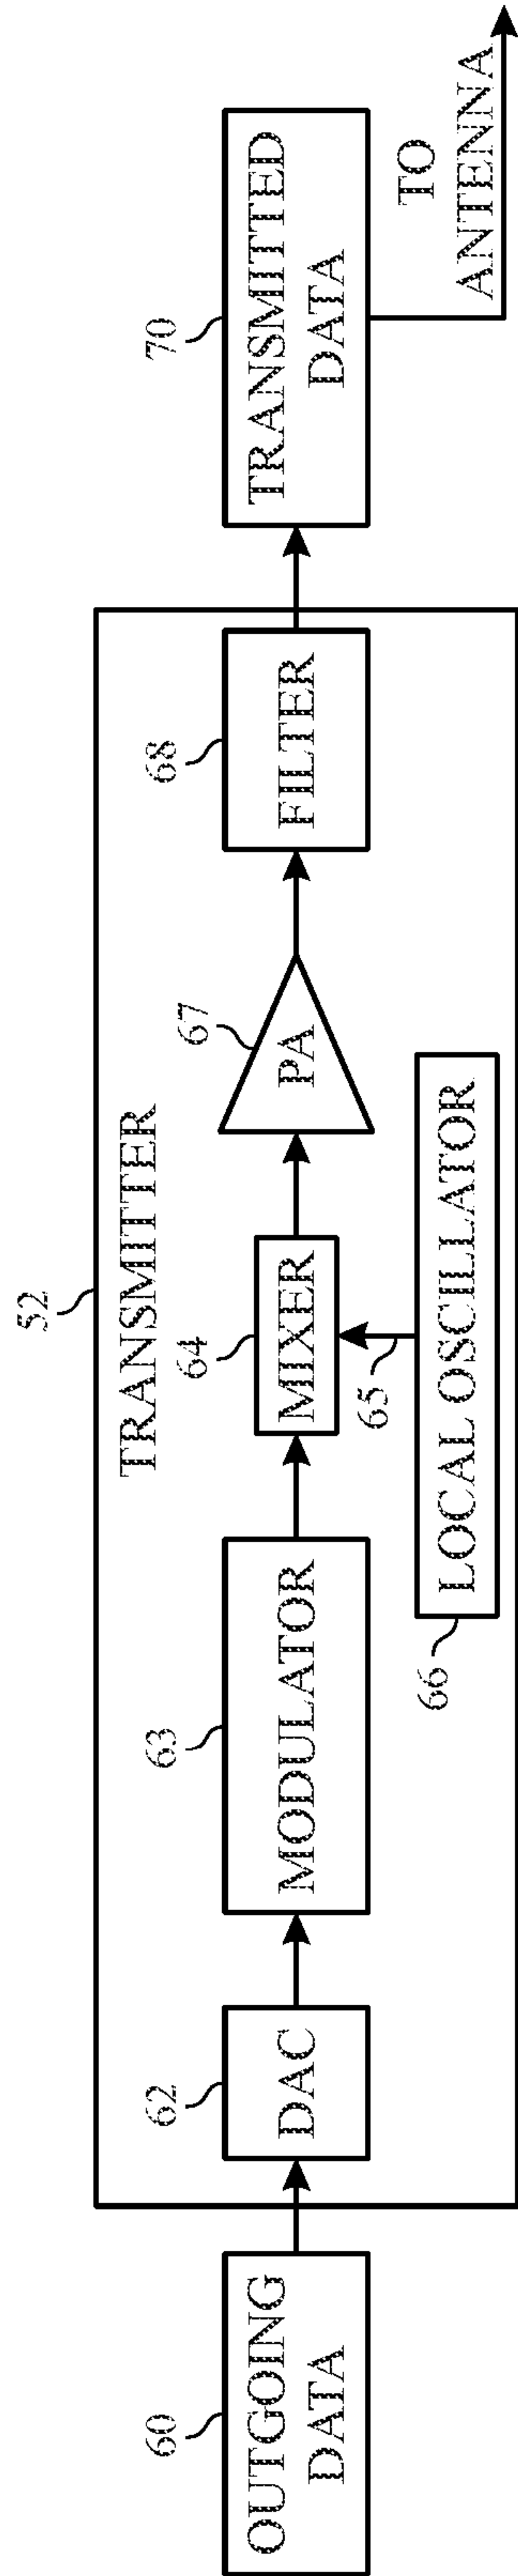 52
TRANSMITTER
60
OUTGOING
DATA
62
DAC
63
MODULATOR
64
MIXER
65
66
LOCAL OSCILLATOR
67
PA
68
FILTER
70
TRANSMITTED
DATA
TO
ANTENNA